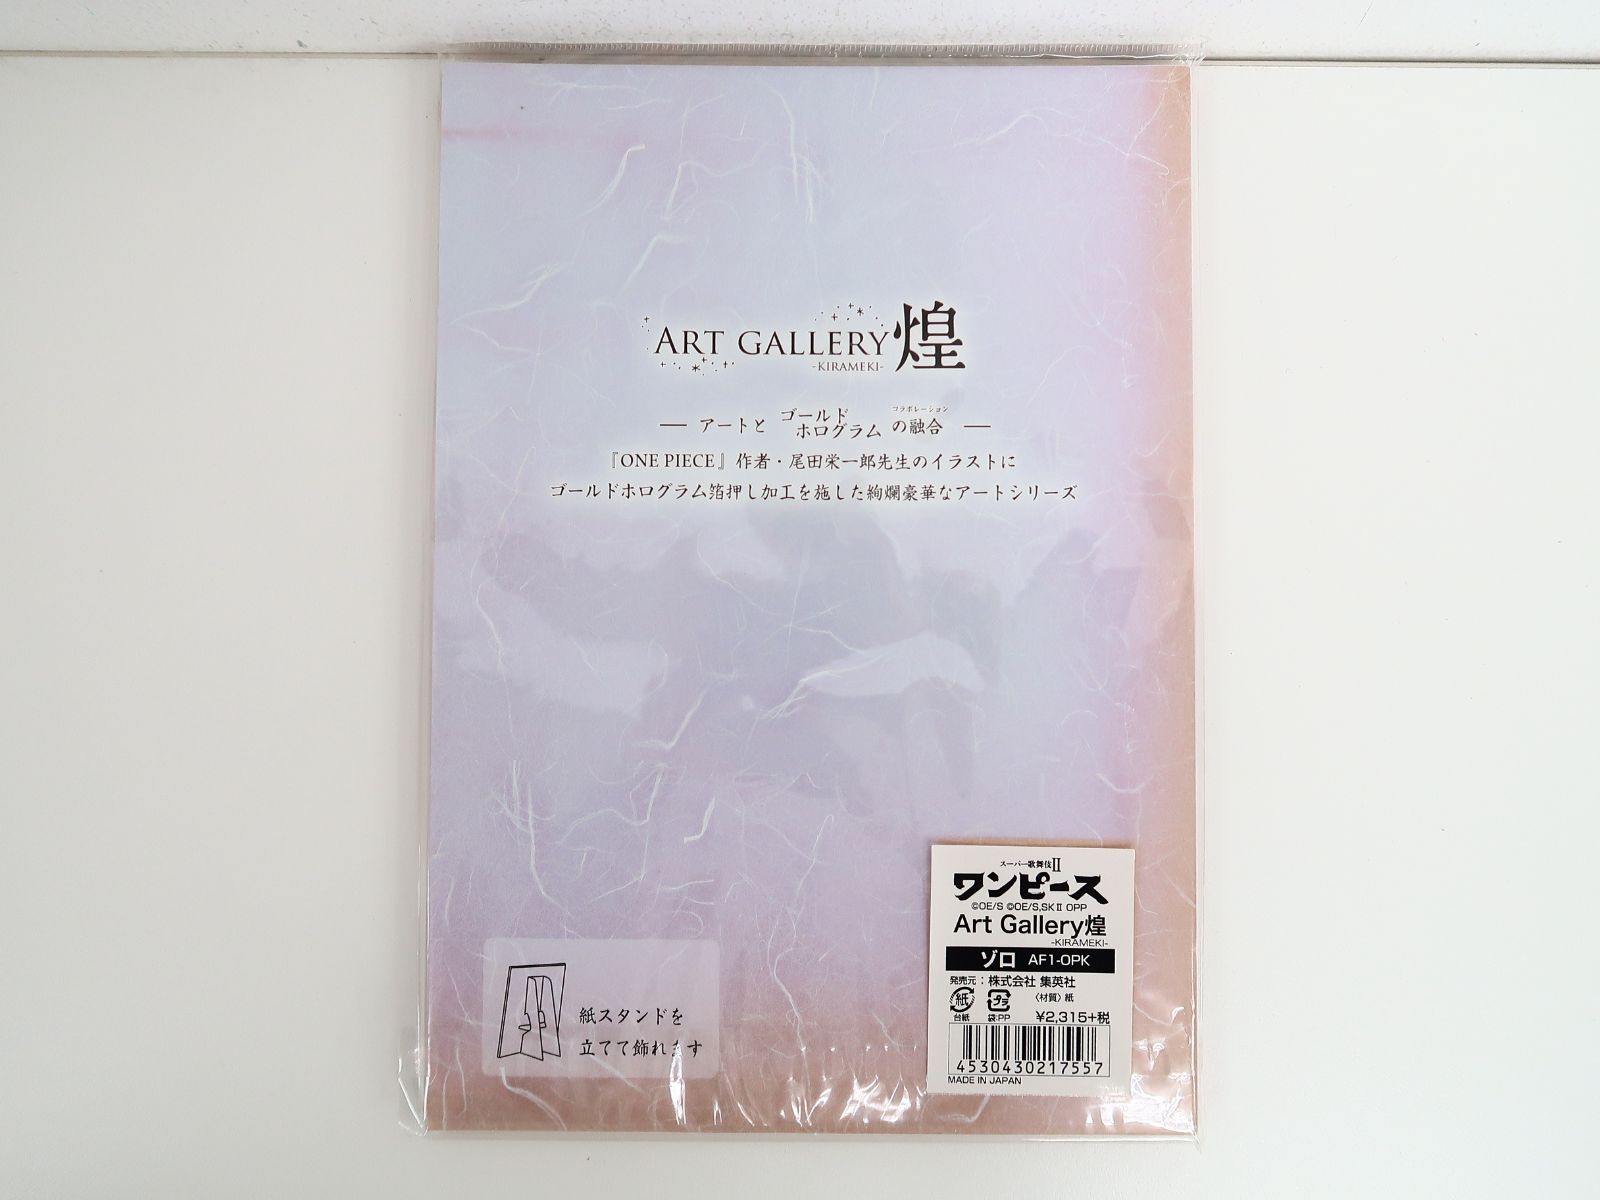 ART GALLERY 煌
-KIRAMEKI-
— アートと ゴールドホログラム の融合 —
コラボレーション
『ONE PIECE』作者・尾田栄一郎先生のイラストに
ゴールドホログラム箔押し加工を施した絢爛豪華なアートシリーズ
紙スタンドを
立てて飾れます
スーパー歌舞伎II
ワンピース
©OE/S ©OE/S,SKⅡ OPP
Art Gallery煌
-KIRAMEKI-
ゾロ AF1-OPK
発売元:株式会社 集英社
紙 プラ 〈材質〉紙
台紙 袋:PP ¥2,315+税
4530430217557
MADE IN JAPAN